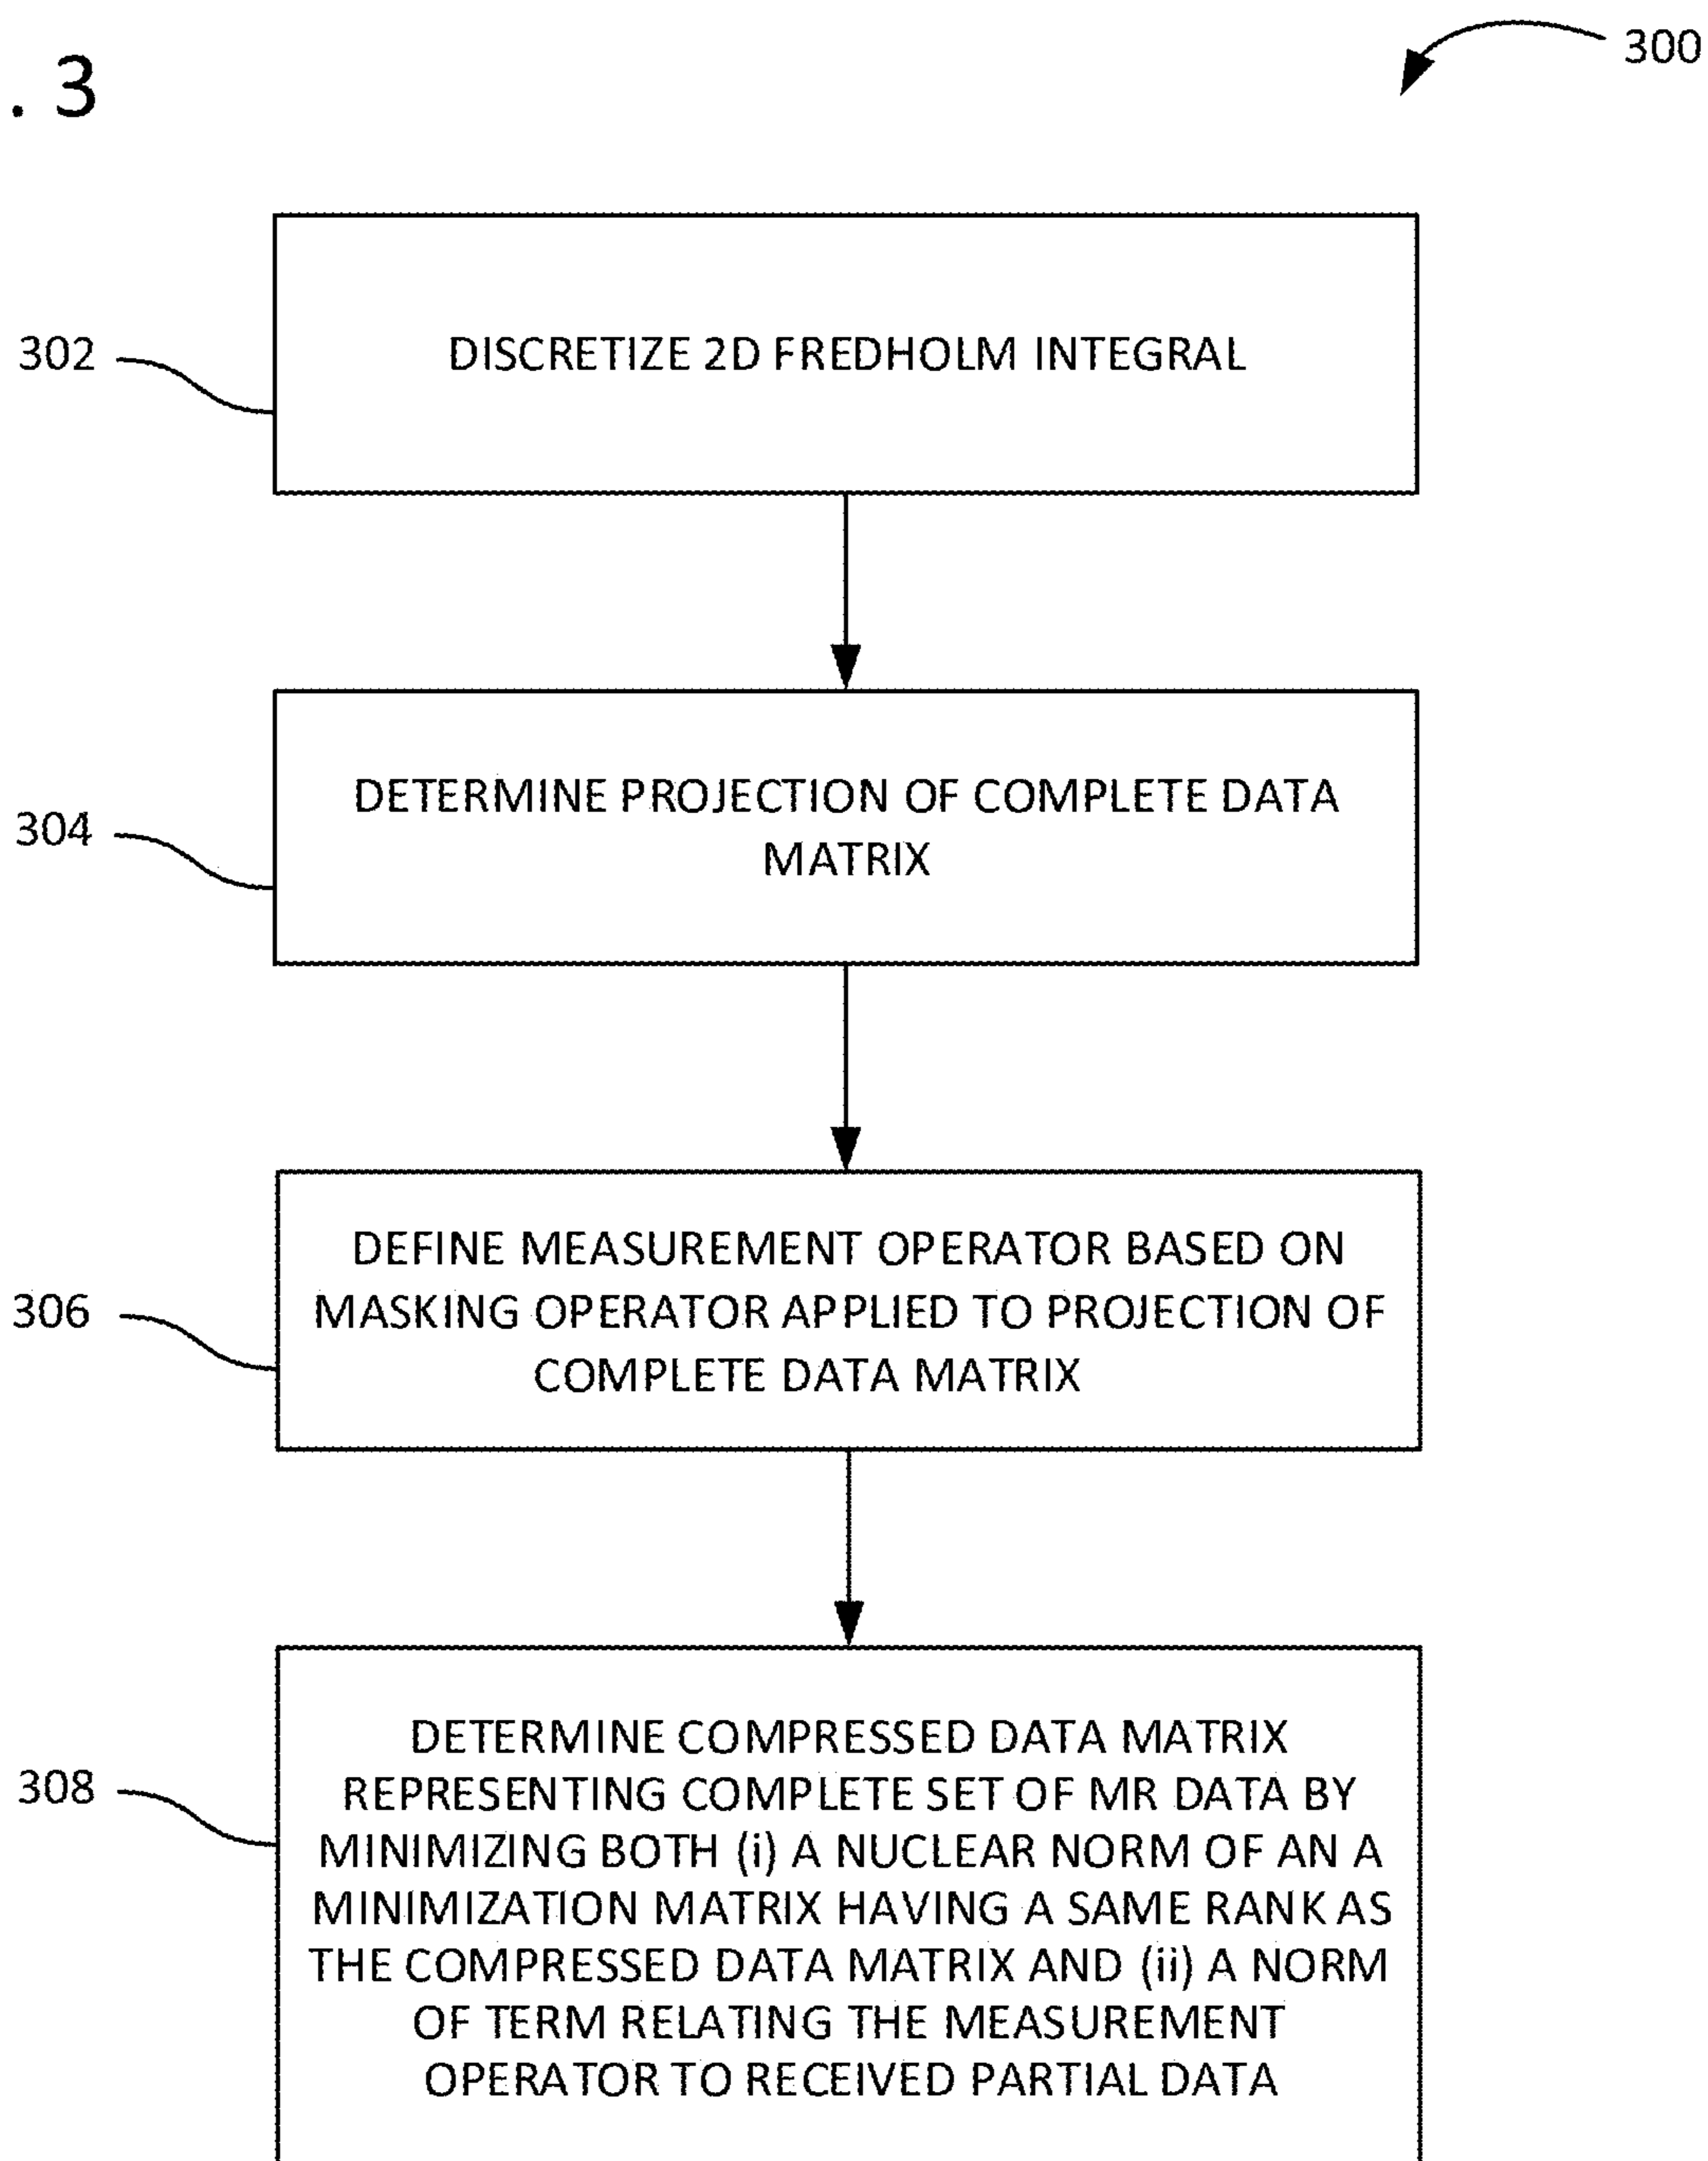 300
. 3
302
DISCRETIZE 2D FREDHOLM INTEGRAL
304
DETERMINE PROJECTION OF COMPLETE DATA
MATRIX
306
DEFINE MEASUREMENT OPERATOR BASED ON
MASKING OPERATOR APPLIED TO PROJECTION OF
COMPLETE DATA MATRIX
308
DETERMINE COMPRESSED DATA MATRIX
REPRESENTING COMPLETE SET OF MR DATA BY
MINIMIZING BOTH (i) A NUCLEAR NORM OF AN A
MINIMIZATION MATRIX HAVING A SAME RANK AS
THE COMPRESSED DATA MATRIX AND (ii) A NORM
OF TERM RELATING THE MEASUREMENT
OPERATOR TO RECEIVED PARTIAL DATA